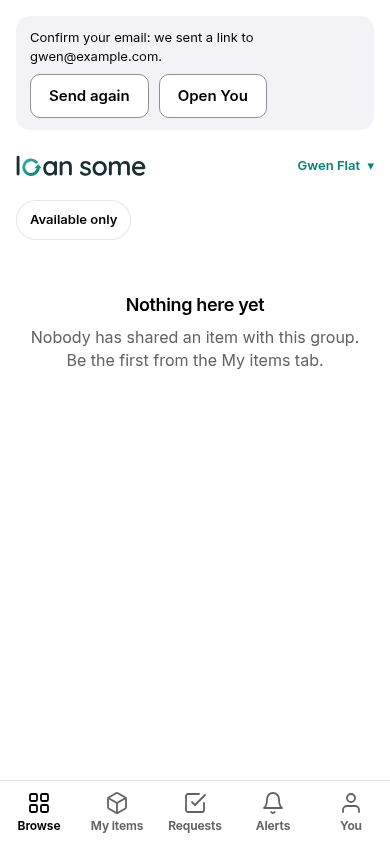 Confirm your email: we sent a link to
gwen@example.com.
Send again
Open You
loan some
Gwen Flat ▼
Available only
Nothing here yet
Nobody has shared an item with this group.
Be the first from the My items tab.
Browse
My items
Requests
Alerts
You